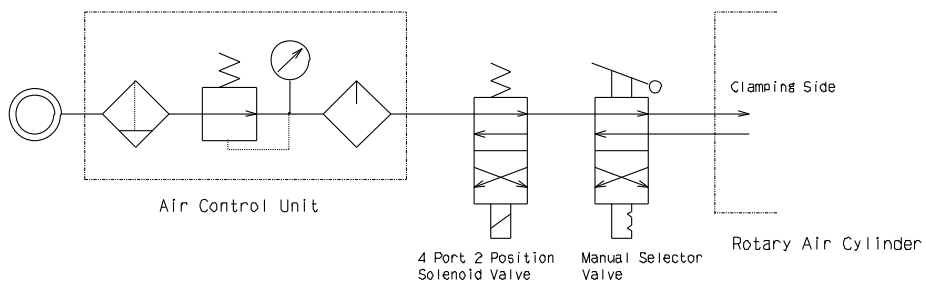 Clamping Side
Air Control Unit
Rotary Air Cylinder
4 Port 2 Position
Solenoid Valve
Manual Selector
Valve